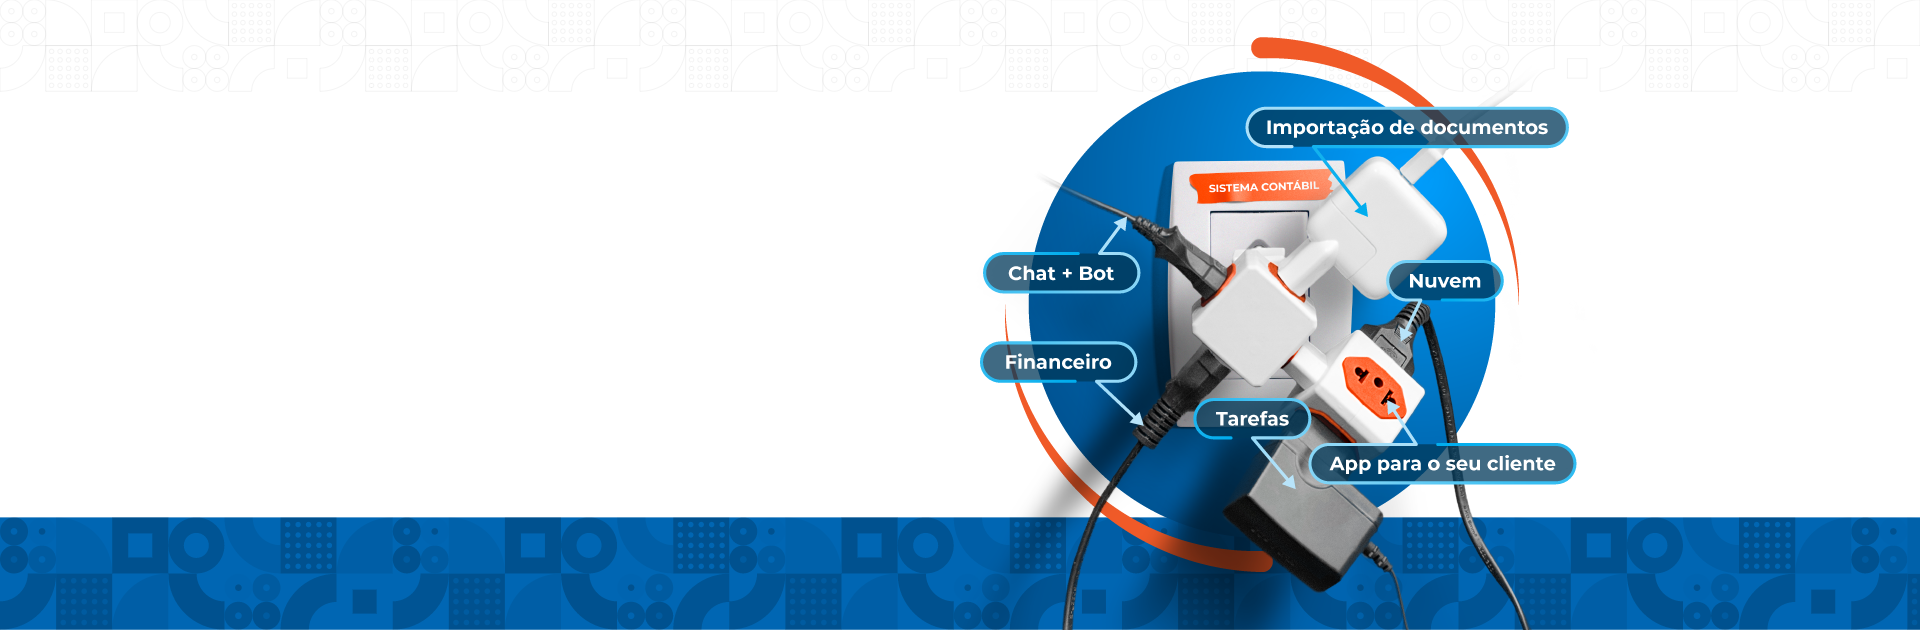 Importação de documentos
SISTEMA CONTÁBIL
Chat + Bot
Nuvem
Financeiro
Tarefas
App para o seu cliente